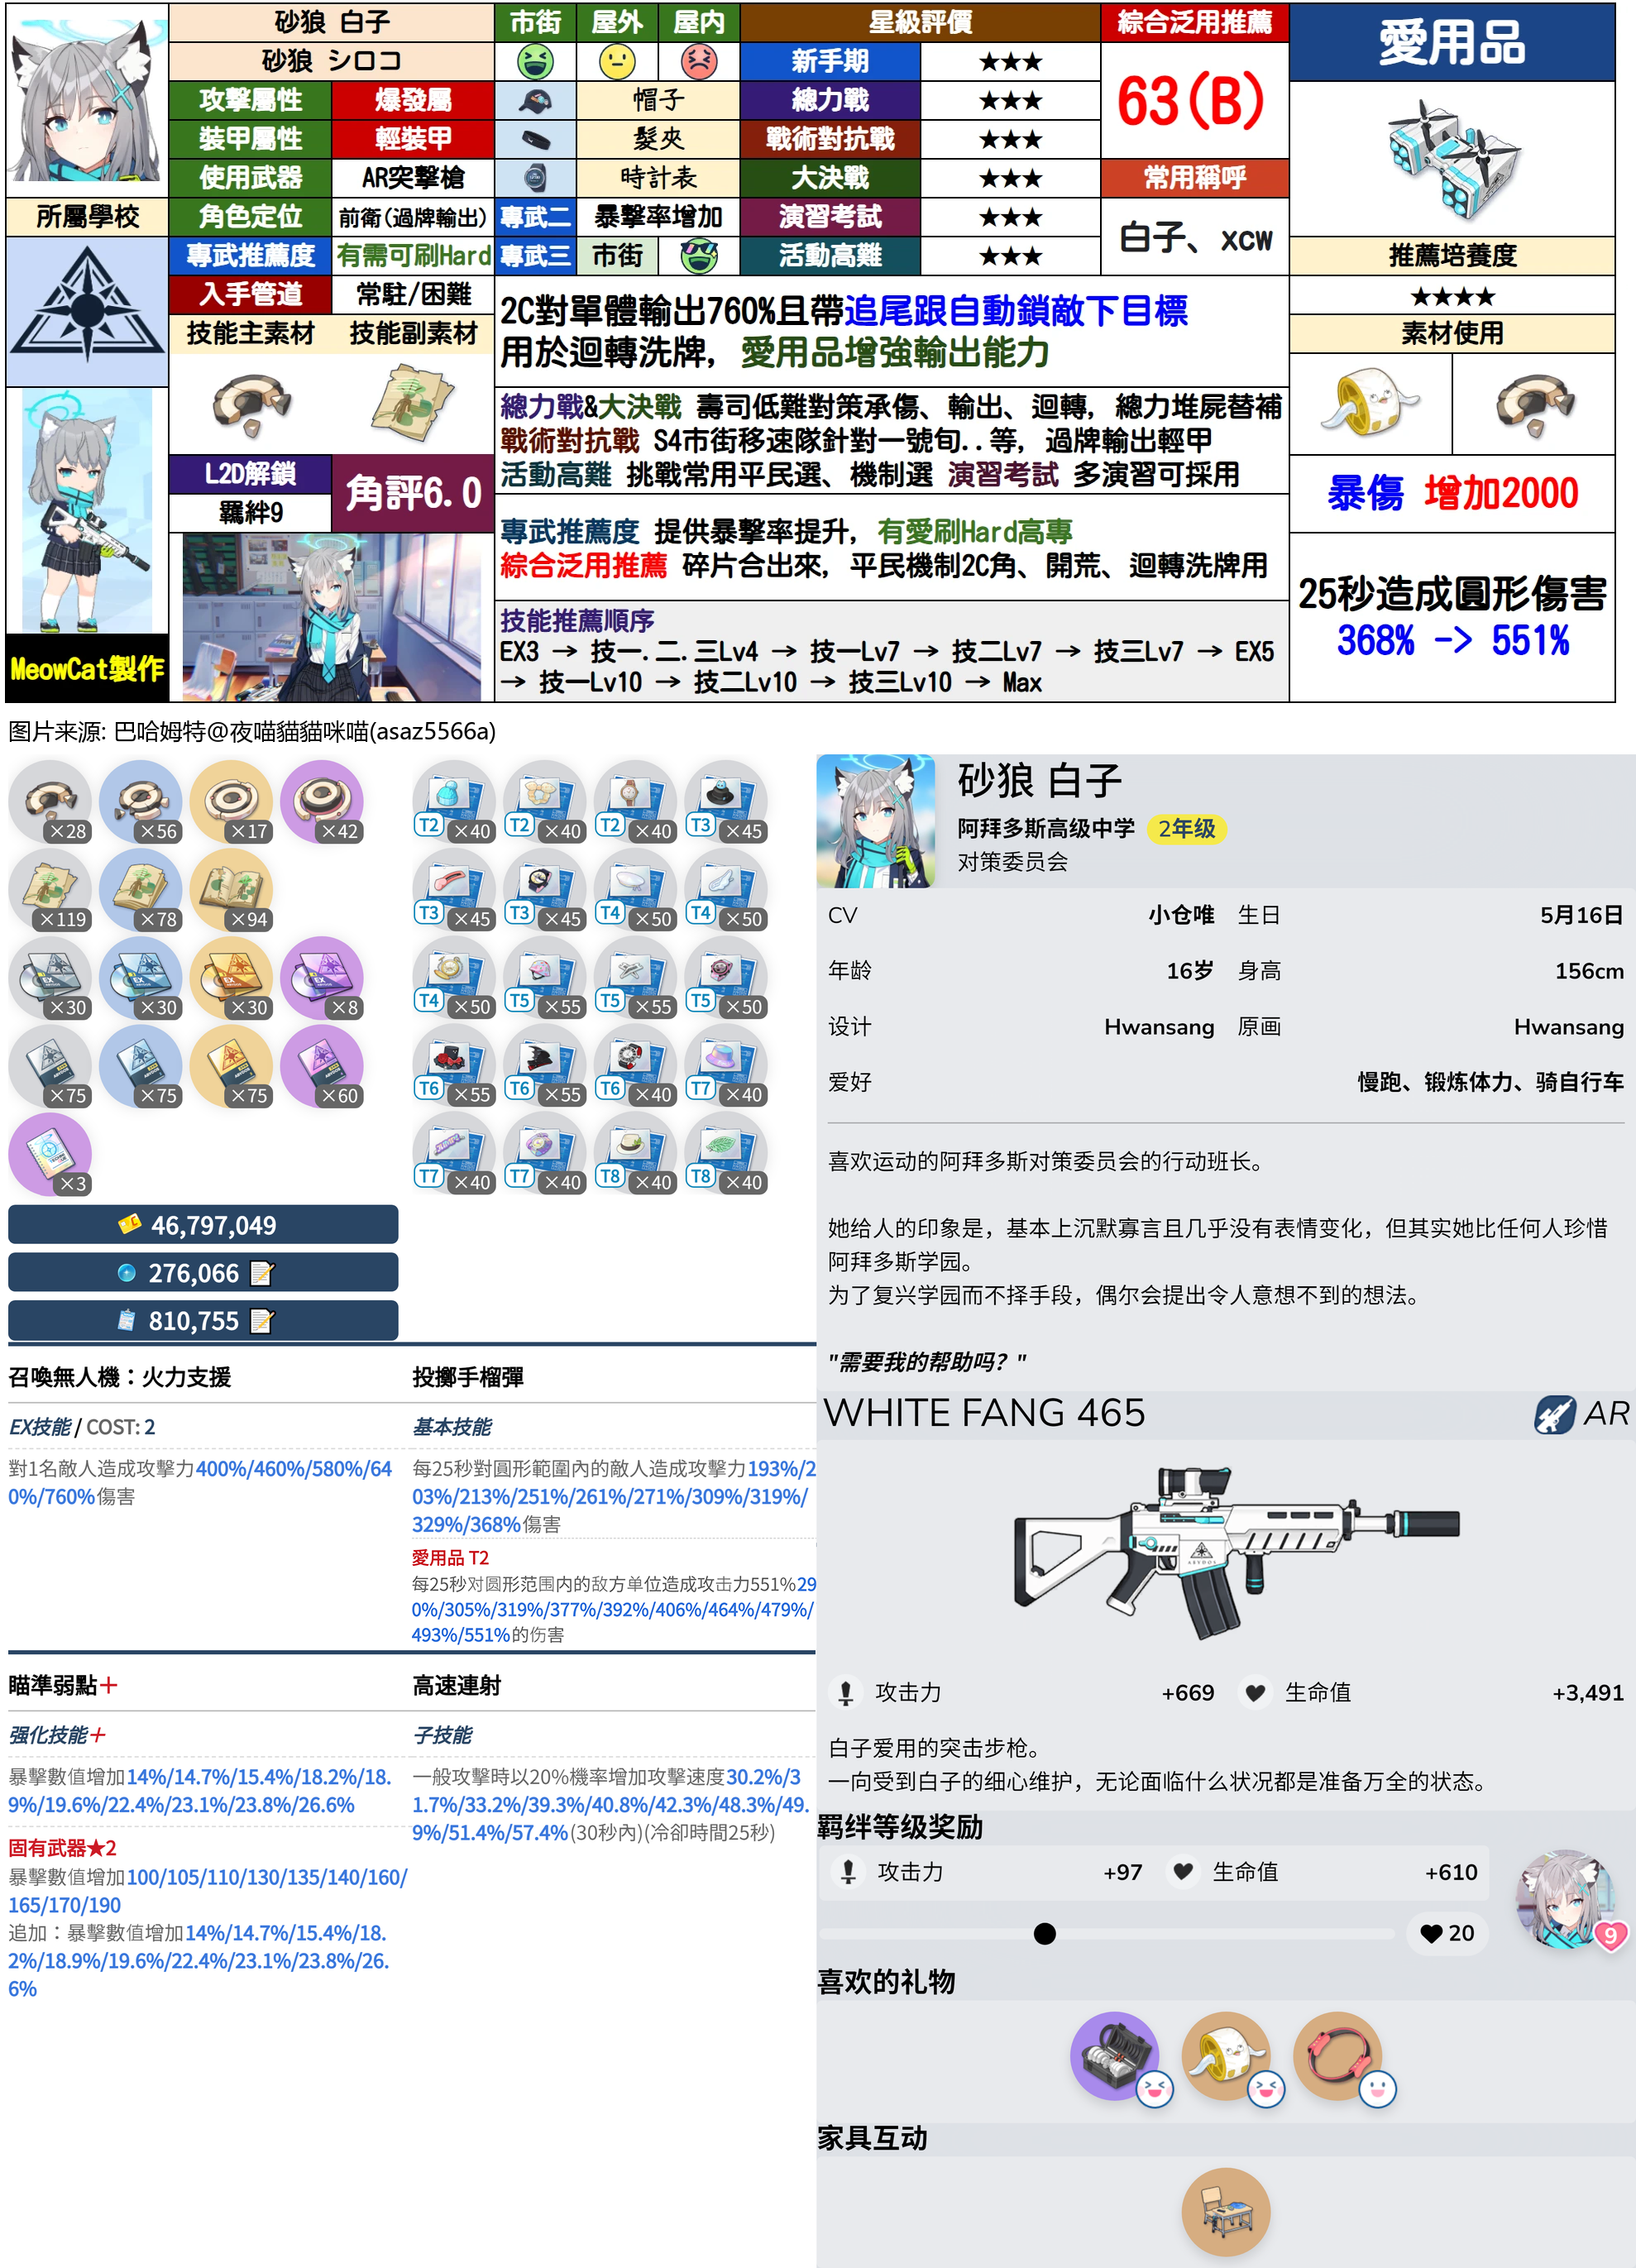 砂狼 白子
砂狼 シロコ
市街
屋外
屋内
星級評價
綜合泛用推薦
愛用品
新手期
★★★
63(B)
攻擊屬性
爆發屬
帽子
總力戰
★★★
裝甲屬性
輕裝甲
髮夾
戰術對抗戰
★★★
使用武器
AR突擊槍
時計表
大決戰
★★★
常用稱呼
所屬學校
角色定位
前衛(過牌輸出)
專武二
暴擊率增加
演習考試
★★★
白子、xcw
專武推薦度
有需可刷Hard
專武三
市街
活動高難
★★★
推薦培養度
入手管道
常駐/困難
★★★★
技能主素材
技能副素材
素材使用
2C對單體輸出760%且帶追尾跟自動鎖敵下目標
用於迴轉洗牌, 愛用品增強輸出能力
總力戰&大決戰 壽司低難對策承傷、輸出、迴轉, 總力堆屍替補
戰術對抗戰 S4市街移速隊針對一號旬..等, 過牌輸出輕甲
活動高難 挑戰常用平民選、機制選 演習考試 多演習可採用
L2D解鎖
羈絆9
角評6.0
暴傷 增加2000
專武推薦度 提供暴擊率提升, 有愛刷Hard高專
綜合泛用推薦 碎片合出來, 平民機制2C角、開荒、迴轉洗牌用
25秒造成圓形傷害
368% -> 551%
技能推薦順序
EX3 → 技一.二.三Lv4 → 技一Lv7 → 技二Lv7 → 技三Lv7 → EX5
→ 技一Lv10 → 技二Lv10 → 技三Lv10 → Max
MeowCat製作
图片来源: 巴哈姆特@夜喵貓貓咪喵(asaz5566a)
×28
×56
×17
×42
×119
×78
×94
×30
×30
×30
×8
×75
×75
×75
×60
×3
T2 ×40
T2 ×40
T2 ×40
T3 ×45
T3 ×45
T3 ×45
T4 ×50
T4 ×50
T4 ×50
T5 ×55
T5 ×55
T5 ×50
T6 ×55
T6 ×55
T6 ×40
T7 ×40
T7 ×40
T7 ×40
T8 ×40
T8 ×40
46,797,049
276,066
810,755
召喚無人機：火力支援
EX技能 / COST: 2
對1名敵人造成攻擊力400%/460%/580%/64
0%/760%傷害
投擲手榴彈
基本技能
每25秒對圓形範圍內的敵人造成攻擊力193%/2
03%/213%/251%/261%/271%/309%/319%/
329%/368%傷害
愛用品 T2
每25秒对圆形范围内的敌方单位造成攻击力551%29
0%/305%/319%/377%/392%/406%/464%/479%/
493%/551%的伤害
瞄準弱點＋
强化技能＋
暴擊數值增加14%/14.7%/15.4%/18.2%/18.
9%/19.6%/22.4%/23.1%/23.8%/26.6%
固有武器★2
暴擊數值增加100/105/110/130/135/140/160/
165/170/190
追加：暴擊數值增加14%/14.7%/15.4%/18.
2%/18.9%/19.6%/22.4%/23.1%/23.8%/26.
6%
高速連射
子技能
一般攻擊時以20%機率增加攻擊速度30.2%/3
1.7%/33.2%/39.3%/40.8%/42.3%/48.3%/49.
9%/51.4%/57.4%(30秒內)(冷卻時間25秒)
砂狼 白子
阿拜多斯高级中学 2年级
对策委员会
CV 小仓唯 生日 5月16日
年龄 16岁 身高 156cm
设计 Hwansang 原画 Hwansang
爱好 慢跑、锻炼体力、骑自行车
喜欢运动的阿拜多斯对策委员会的行动班长。
她给人的印象是，基本上沉默寡言且几乎没有表情变化，但其实她比任何人珍惜
阿拜多斯学园。
为了复兴学园而不择手段，偶尔会提出令人意想不到的想法。
"需要我的帮助吗？"
WHITE FANG 465
AR
攻击力 +669 生命值 +3,491
白子爱用的突击步枪。
一向受到白子的细心维护，无论面临什么状况都是准备万全的状态。
羁绊等级奖励
攻击力 +97 生命值 +610
20
9
喜欢的礼物
家具互动